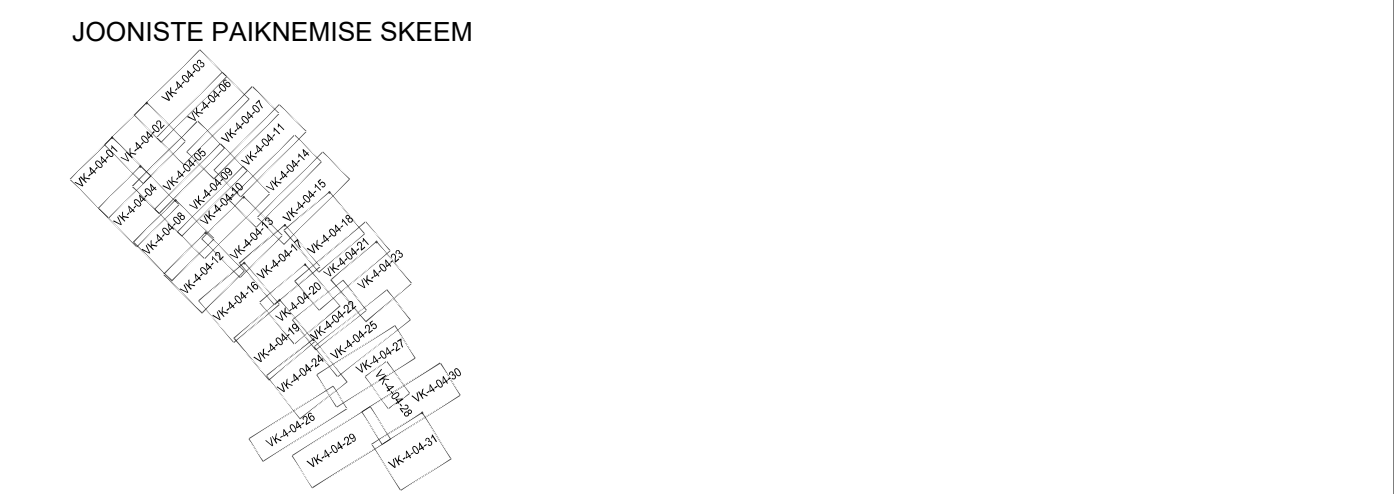 JOONISTE PAIKNEMISE SKEEM
VK-4-04-03
VK-4-04-06
VK-4-04-07
VK-4-04-02
VK-4-04-11
VK-4-04-01
VK-4-04-05
VK-4-04-14
VK-4-04-09
VK-4-04-04
VK-4-04-10
VK-4-04-15
VK-4-04-08
VK-4-04-13
VK-4-04-18
VK-4-04-17
VK-4-04-21
VK-4-04-12
VK-4-04-23
VK-4-04-16
VK-4-04-20
VK-4-04-22
VK-4-04-19
VK-4-04-25
VK-4-04-27
VK-4-04-24
VK-4-04-30
VK-4-04-28
VK-4-04-26
VK-4-04-29
VK-4-04-31